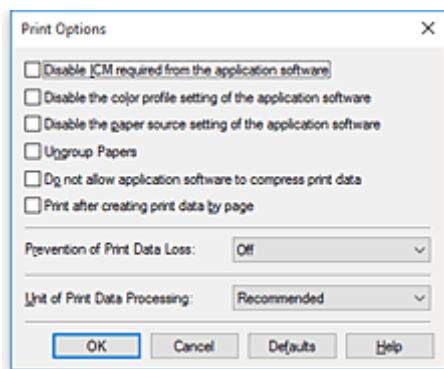 Print Options
Disable ICM required from the application software
Disable the color profile setting of the application software
Disable the paper source setting of the application software
Ungroup Papers
Do not allow application software to compress print data
Print after creating print data by page
Prevention of Print Data Loss: Off
Unit of Print Data Processing: Recommended
OK Cancel Defaults Help